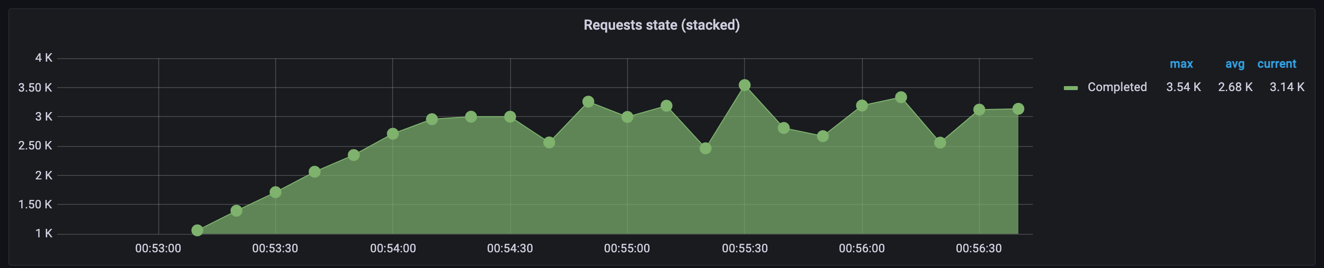 Requests state (stacked)
4 K
3.50 K
3 K
2.50 K
2 K
1.50 K
1 K
00:53:00 00:53:30 00:54:00 00:54:30 00:55:00 00:55:30 00:56:00 00:56:30
max avg current
Completed 3.54 K 2.68 K 3.14 K